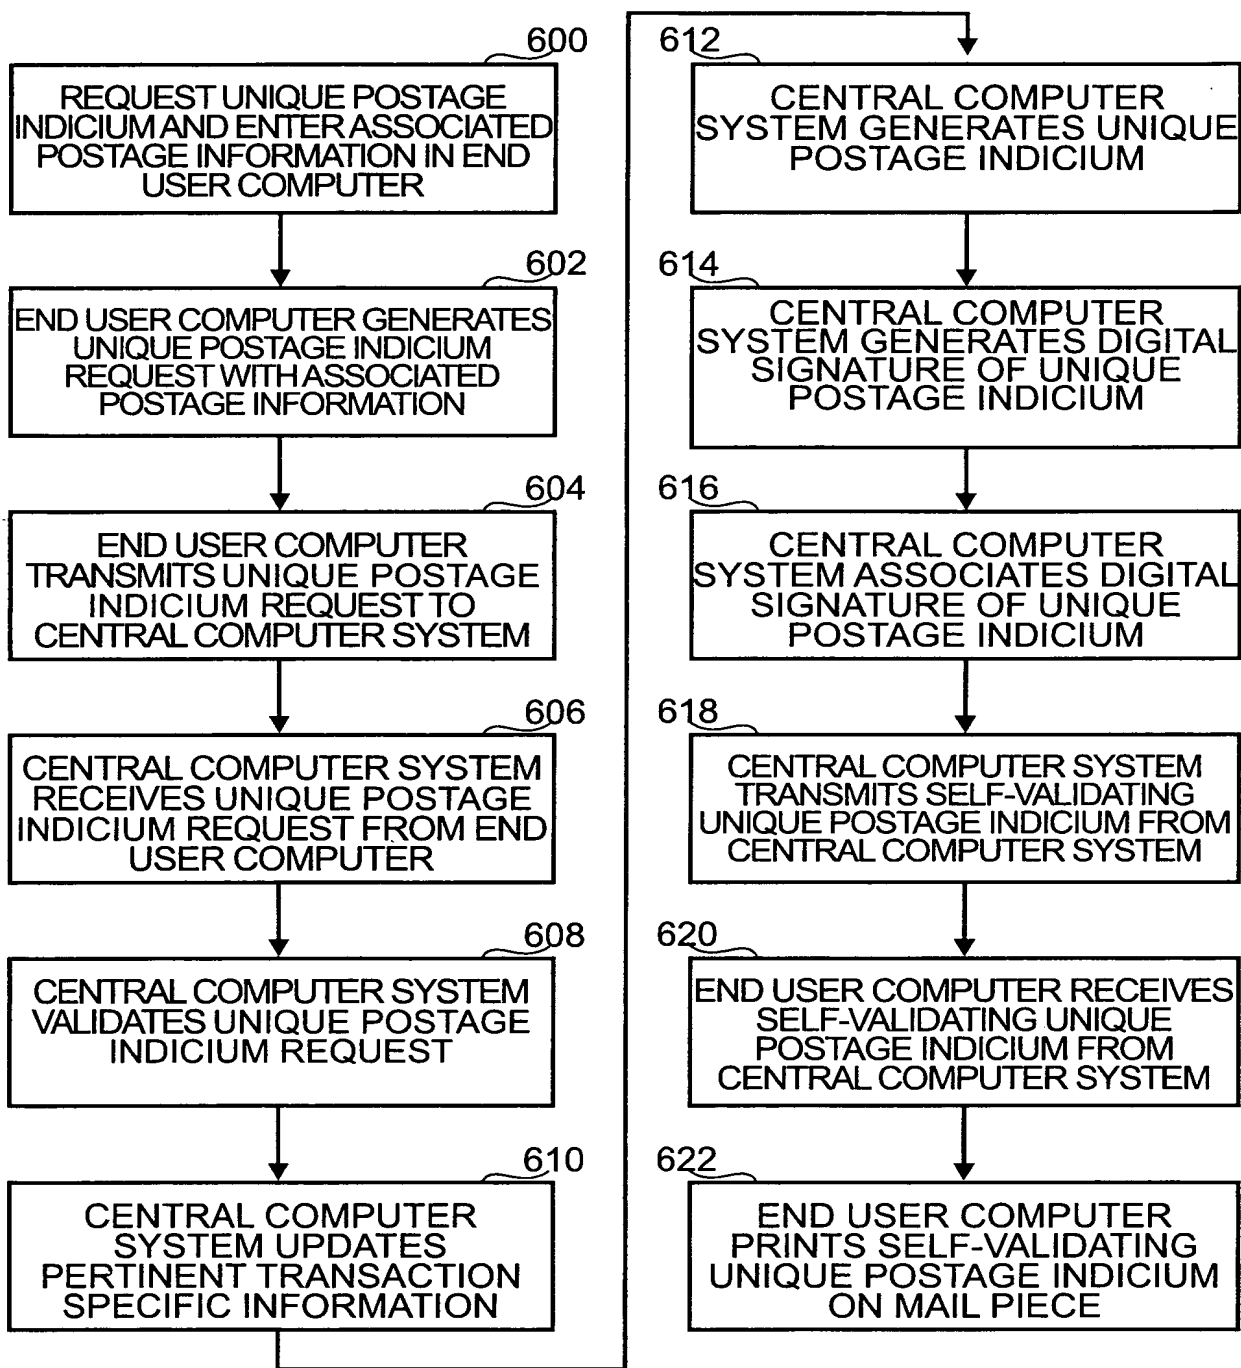 600
REQUEST UNIQUE POSTAGE
INDICIUM AND ENTER ASSOCIATED
POSTAGE INFORMATION IN END
USER COMPUTER
602
END USER COMPUTER GENERATES
UNIQUE POSTAGE INDICIUM
REQUEST WITH ASSOCIATED
POSTAGE INFORMATION
604
END USER COMPUTER
TRANSMITS UNIQUE POSTAGE
INDICIUM REQUEST TO
CENTRAL COMPUTER SYSTEM
606
CENTRAL COMPUTER SYSTEM
RECEIVES UNIQUE POSTAGE
INDICIUM REQUEST FROM END
USER COMPUTER
608
CENTRAL COMPUTER SYSTEM
VALIDATES UNIQUE POSTAGE
INDICIUM REQUEST
610
CENTRAL COMPUTER
SYSTEM UPDATES
PERTINENT TRANSACTION
SPECIFIC INFORMATION
612
CENTRAL COMPUTER
SYSTEM GENERATES UNIQUE
POSTAGE INDICIUM
614
CENTRAL COMPUTER
SYSTEM GENERATES DIGITAL
SIGNATURE OF UNIQUE
POSTAGE INDICIUM
616
CENTRAL COMPUTER
SYSTEM ASSOCIATES DIGITAL
SIGNATURE OF UNIQUE
POSTAGE INDICIUM
618
CENTRAL COMPUTER SYSTEM
TRANSMITS SELF-VALIDATING
UNIQUE POSTAGE INDICIUM FROM
CENTRAL COMPUTER SYSTEM
620
END USER COMPUTER RECEIVES
SELF-VALIDATING UNIQUE
POSTAGE INDICIUM FROM
CENTRAL COMPUTER SYSTEM
622
END USER COMPUTER
PRINTS SELF-VALIDATING
UNIQUE POSTAGE INDICIUM
ON MAIL PIECE